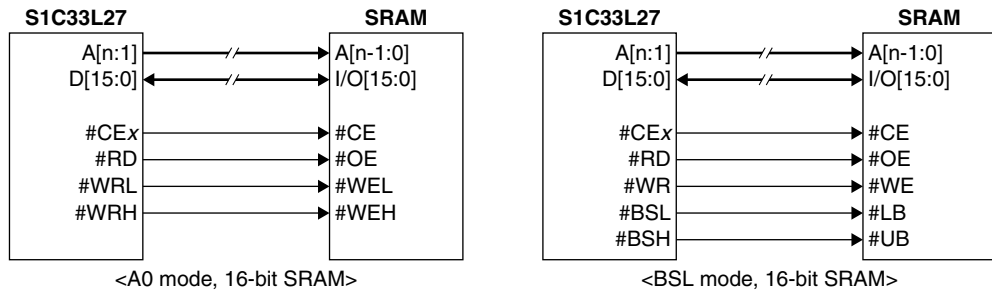 S1C33L27 SRAM
A[n:1] A[n-1:0]
D[15:0] I/O[15:0]
#CEx #CE
#RD #OE
#WRL #WEL
#WRH #WEH
<A0 mode, 16-bit SRAM>
S1C33L27 SRAM
A[n:1] A[n-1:0]
D[15:0] I/O[15:0]
#CEx #CE
#RD #OE
#WR #WE
#BSL #LB
#BSH #UB
<BSL mode, 16-bit SRAM>